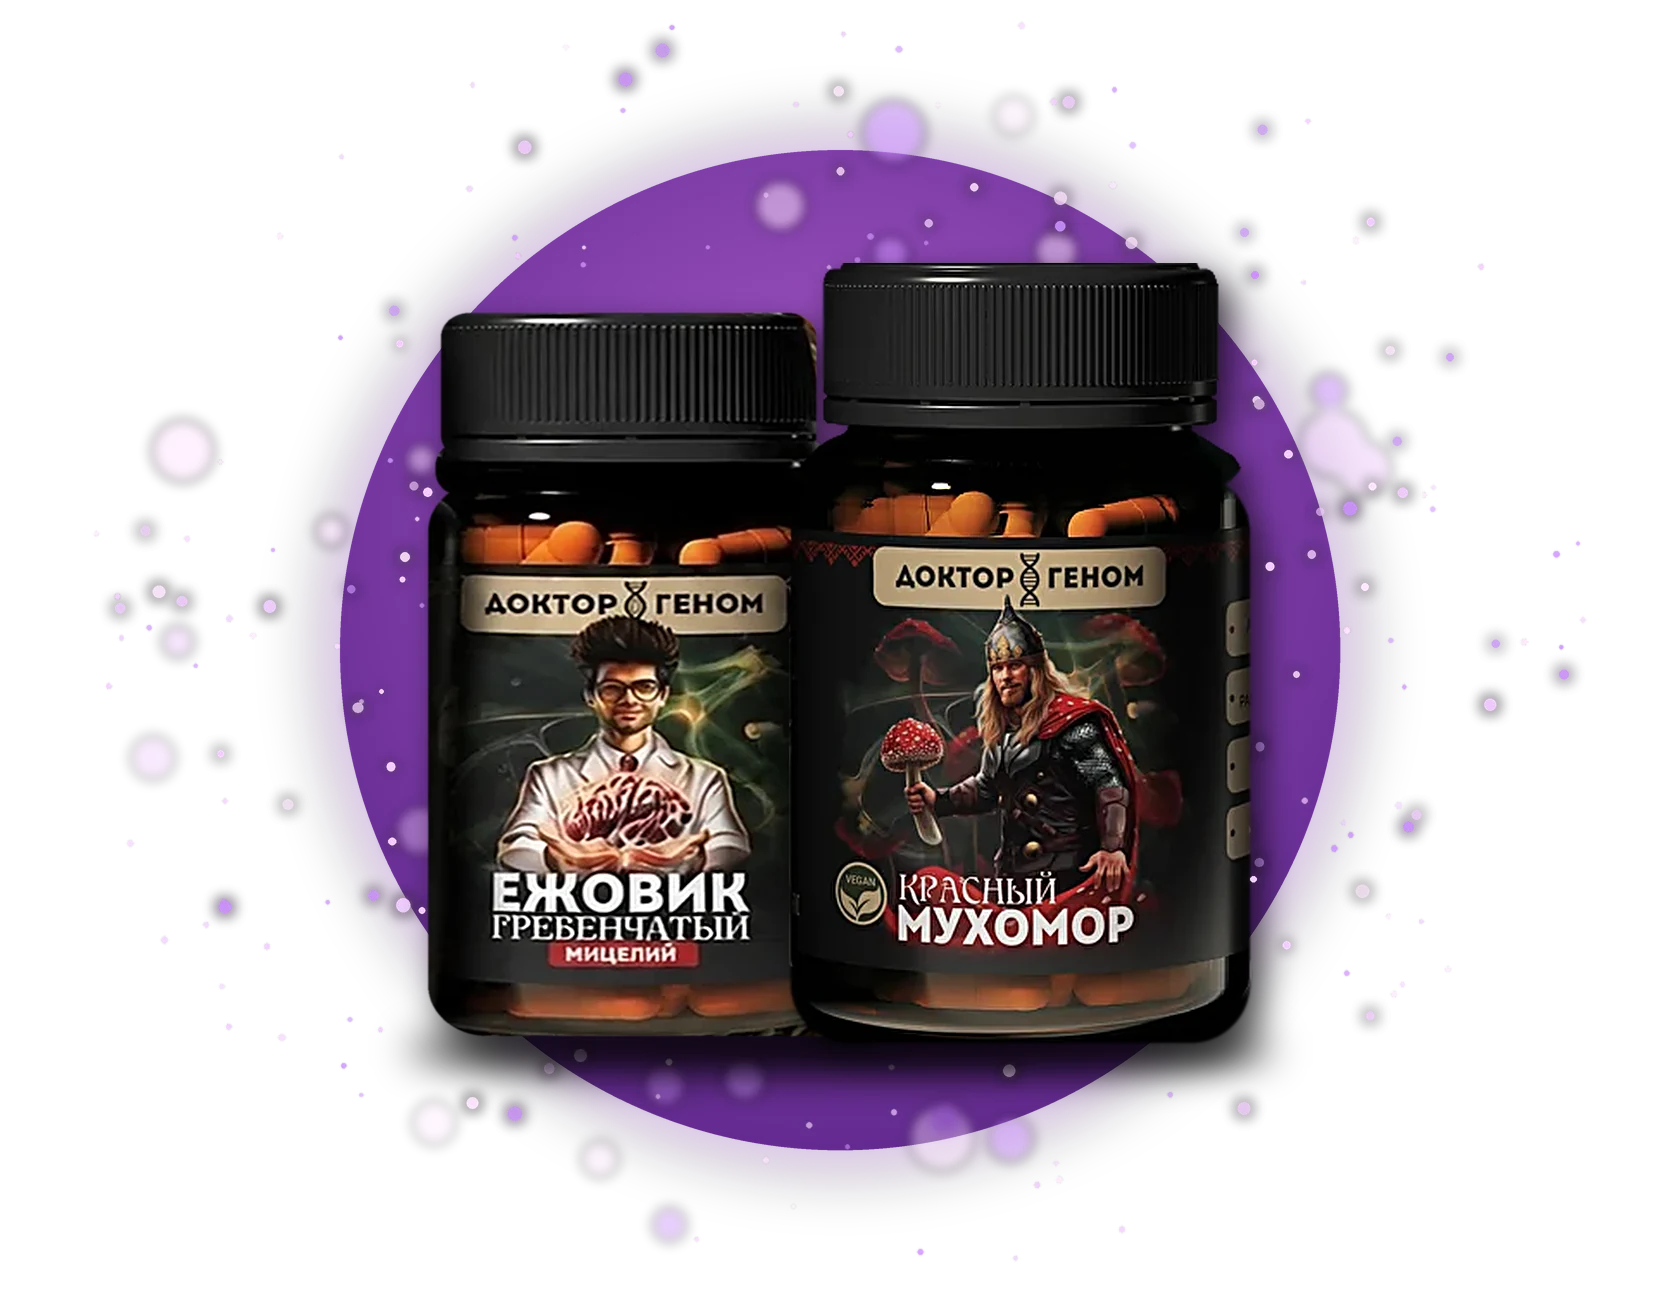 ДОКТОР ГЕНОМ
ЕЖОВИК
ГРЕБЕНЧАТЫЙ
МИЦЕЛИЙ
ДОКТОР ГЕНОМ
VEGAN
КРАСНЫЙ
МУХОМОР